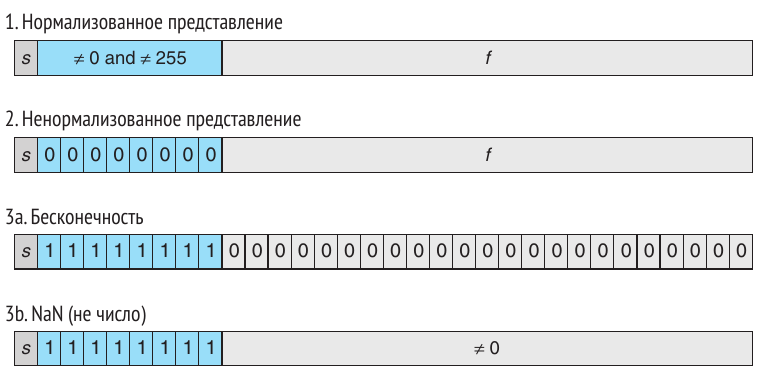 1. Нормализованное представление
s ≠ 0 and ≠ 255 f
2. Ненормализованное представление
s 0 0 0 0 0 0 0 0 f
3a. Бесконечность
s 1 1 1 1 1 1 1 1 0 0 0 0 0 0 0 0 0 0 0 0 0 0 0 0 0 0 0 0 0 0 0
3b. NaN (не число)
s 1 1 1 1 1 1 1 1 ≠ 0